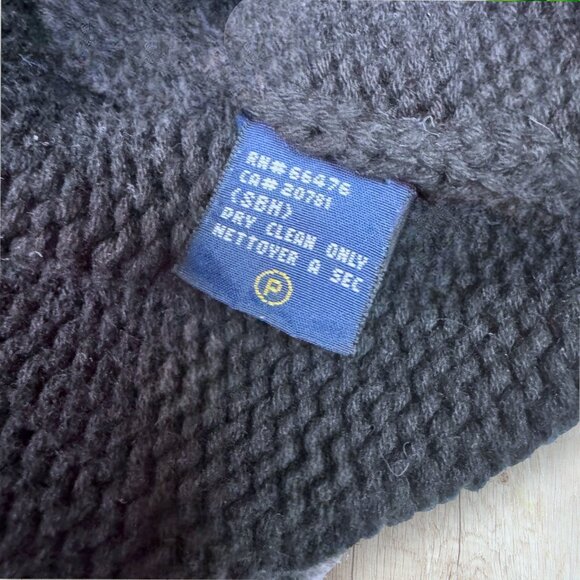 RN# 66476
CA# 20781
(SBH)
DRY CLEAN ONLY
NETTOYER A SEC
P